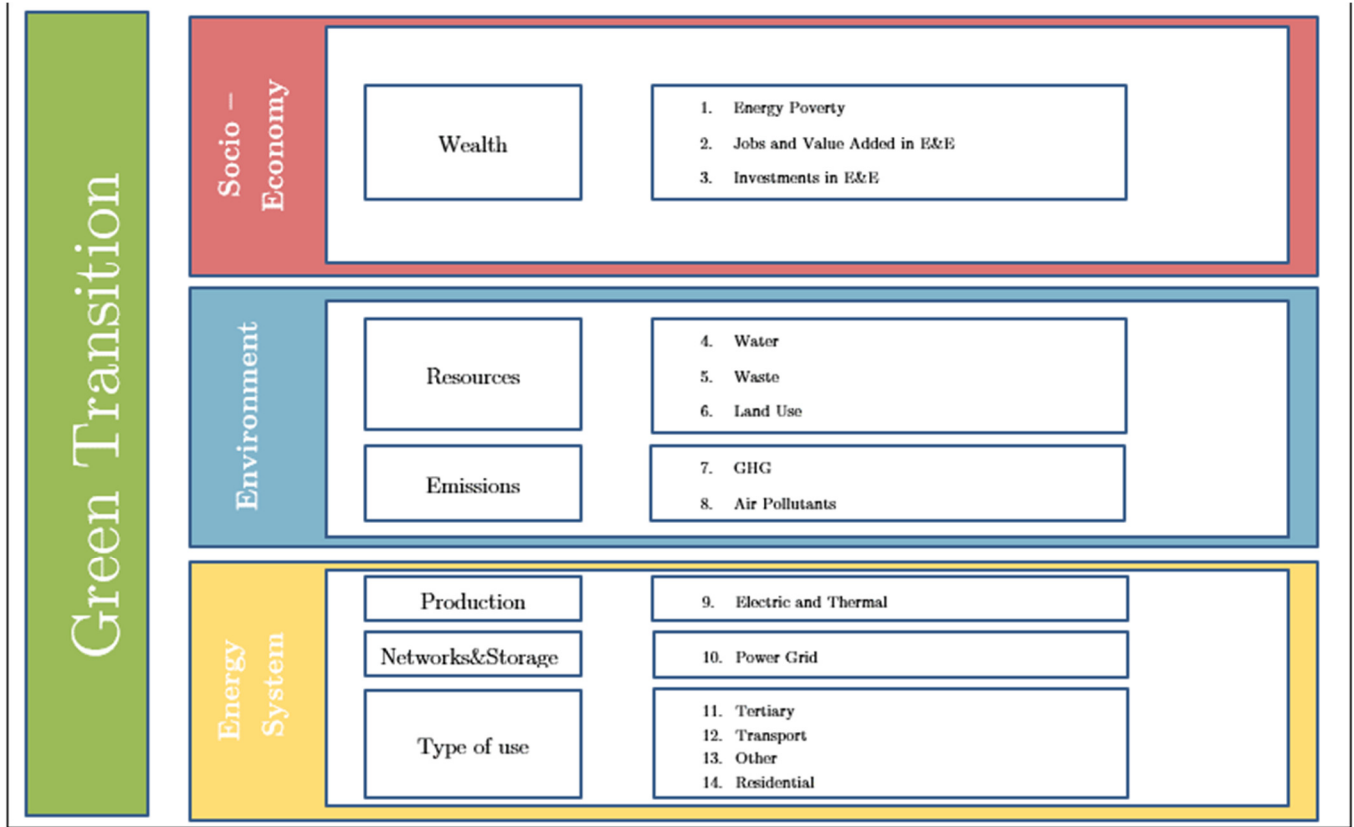 Green Transition
Socio –
Economy
Wealth
1. Energy Poverty
2. Jobs and Value Added in E&E
3. Investments in E&E
Environment
Resources
4. Water
5. Waste
6. Land Use
Emissions
7. GHG
8. Air Pollutants
Energy
System
Production
9. Electric and Thermal
Networks&Storage
10. Power Grid
Type of use
11. Tertiary
12. Transport
13. Other
14. Residential